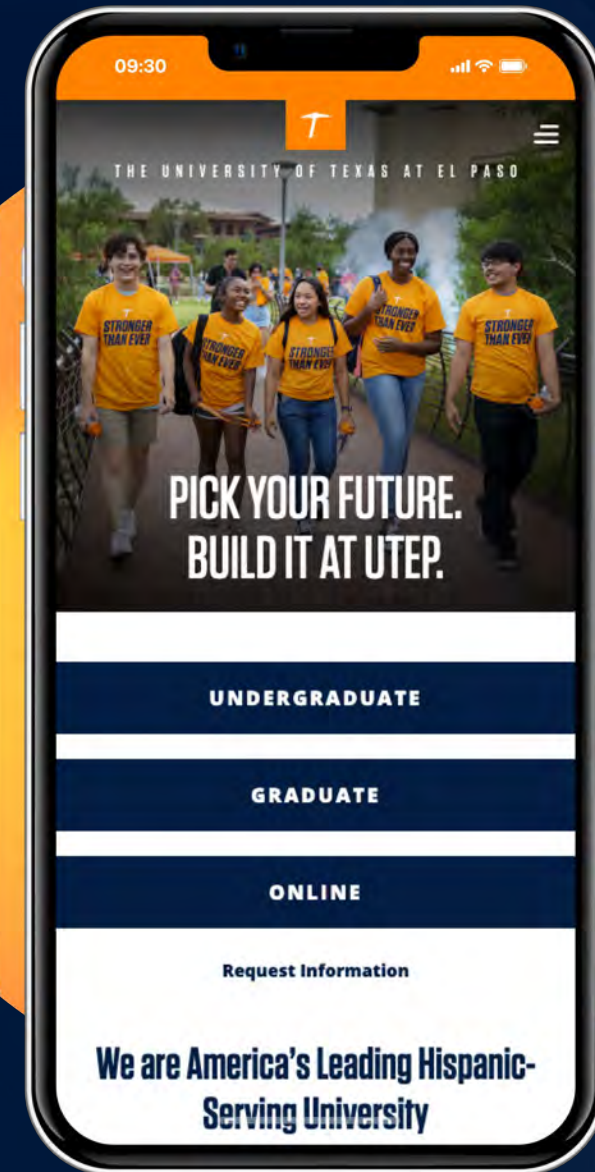 09:30
THE UNIVERSITY OF TEXAS AT EL PASO
STRONGER
THAN EVER
STRONGER
THAN EVER
STRONGER
THAN EVER
STRONGER
THAN EVER
STRONGER
THAN EVER
PICK YOUR FUTURE.
BUILD IT AT UTEP.
UNDERGRADUATE
GRADUATE
ONLINE
Request Information
We are America's Leading Hispanic-
Serving University